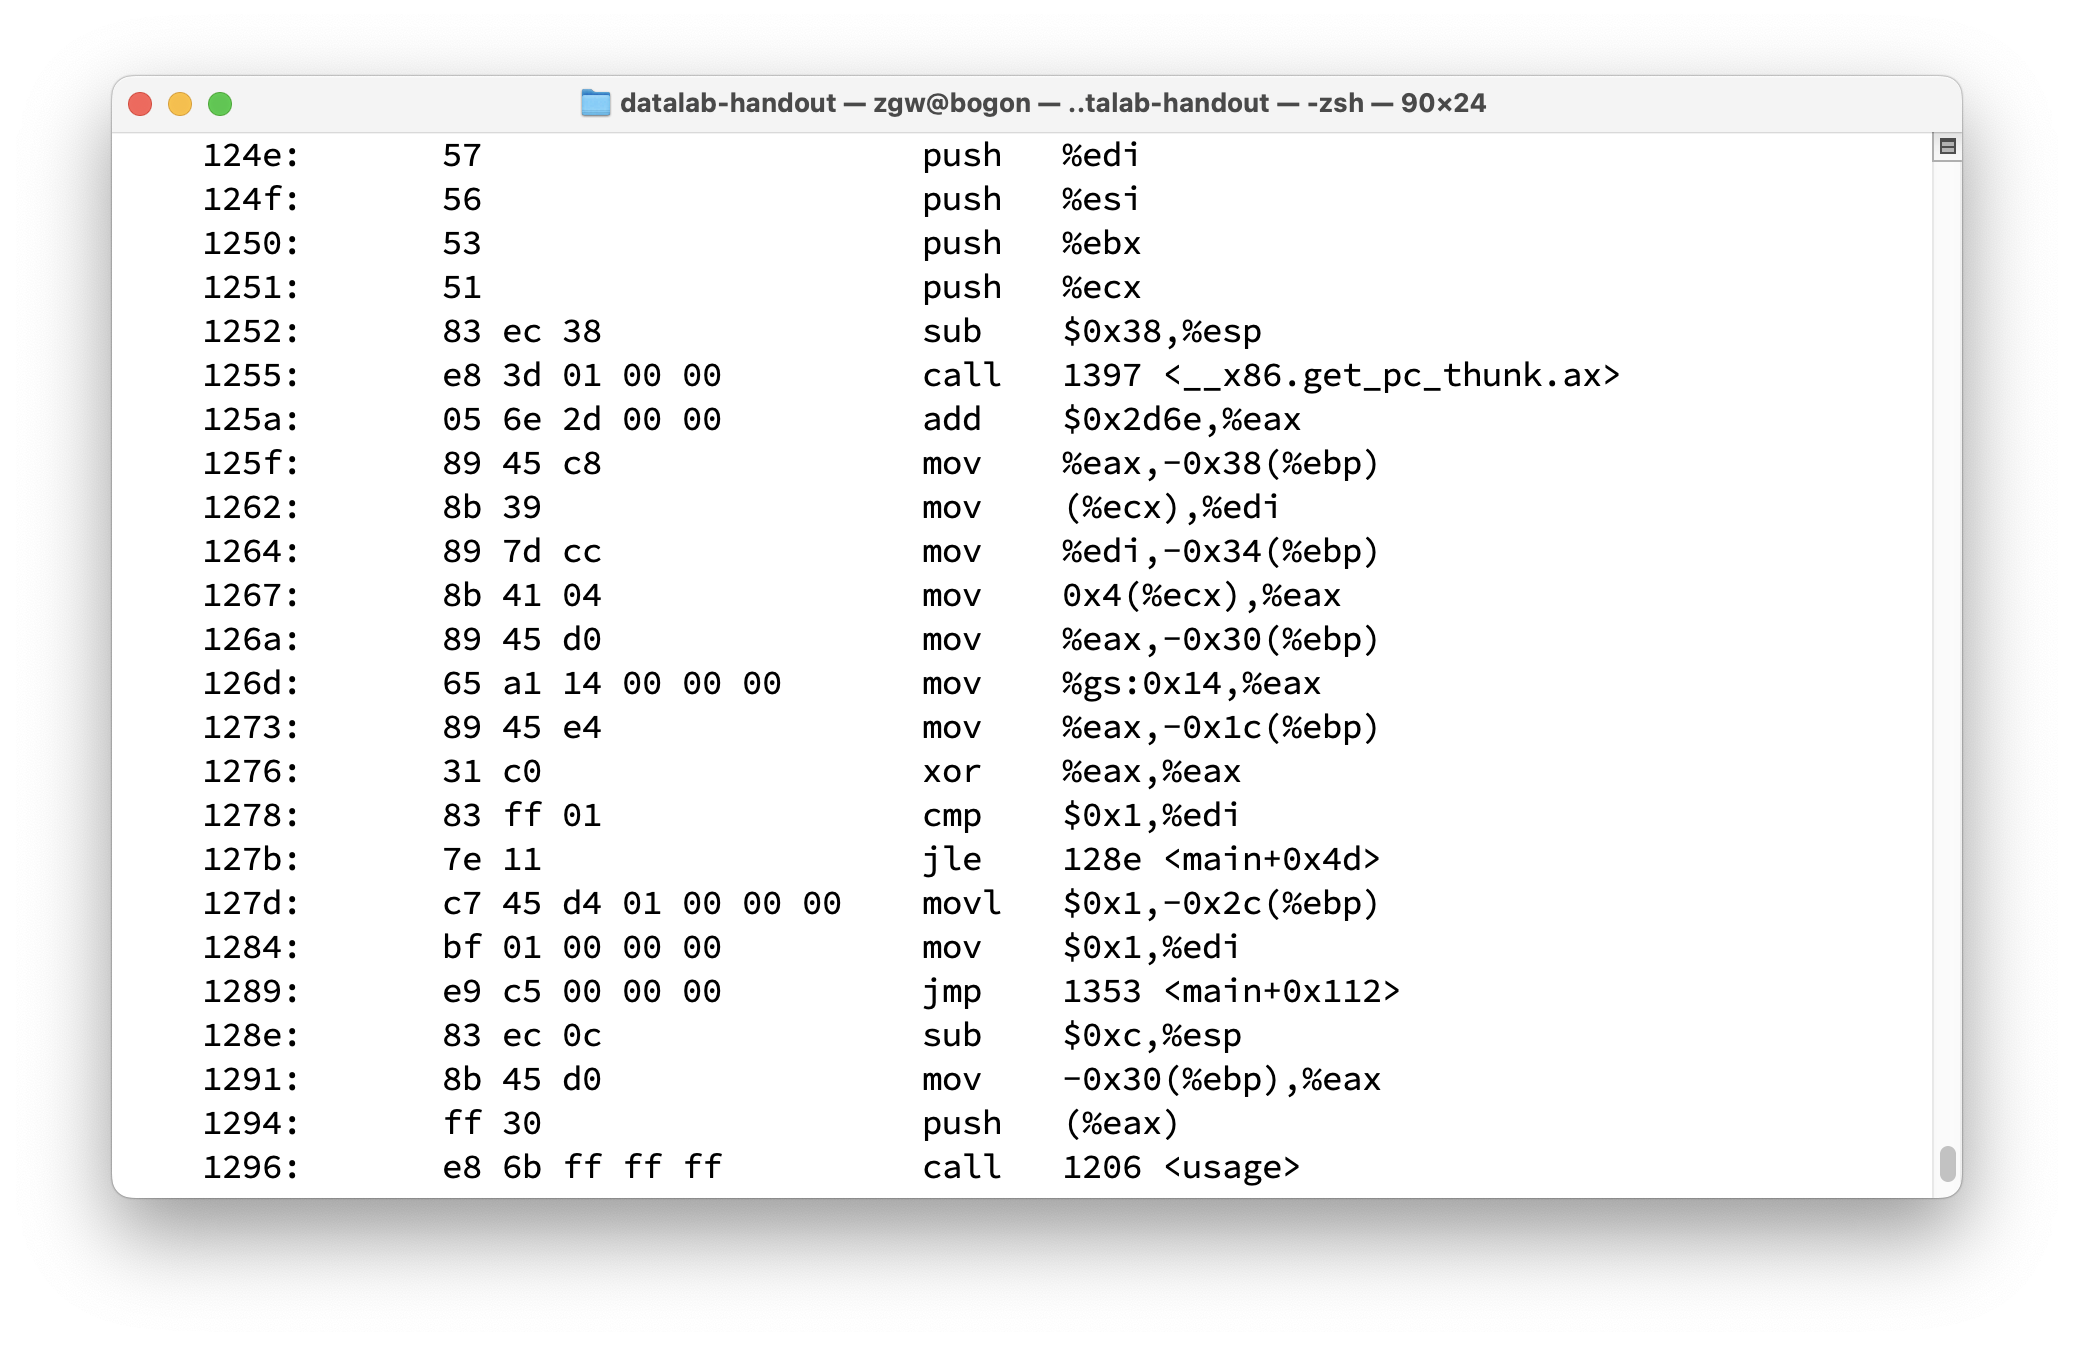 datalab-handout — zgw@bogon — ..talab-handout — -zsh — 90×24
124e: 57 push %edi
124f: 56 push %esi
1250: 53 push %ebx
1251: 51 push %ecx
1252: 83 ec 38 sub $0x38,%esp
1255: e8 3d 01 00 00 call 1397 <__x86.get_pc_thunk.ax>
125a: 05 6e 2d 00 00 add $0x2d6e,%eax
125f: 89 45 c8 mov %eax,-0x38(%ebp)
1262: 8b 39 mov (%ecx),%edi
1264: 89 7d cc mov %edi,-0x34(%ebp)
1267: 8b 41 04 mov 0x4(%ecx),%eax
126a: 89 45 d0 mov %eax,-0x30(%ebp)
126d: 65 a1 14 00 00 00 mov %gs:0x14,%eax
1273: 89 45 e4 mov %eax,-0x1c(%ebp)
1276: 31 c0 xor %eax,%eax
1278: 83 ff 01 cmp $0x1,%edi
127b: 7e 11 jle 128e <main+0x4d>
127d: c7 45 d4 01 00 00 00 movl $0x1,-0x2c(%ebp)
1284: bf 01 00 00 00 mov $0x1,%edi
1289: e9 c5 00 00 00 jmp 1353 <main+0x112>
128e: 83 ec 0c sub $0xc,%esp
1291: 8b 45 d0 mov -0x30(%ebp),%eax
1294: ff 30 push (%eax)
1296: e8 6b ff ff ff call 1206 <usage>